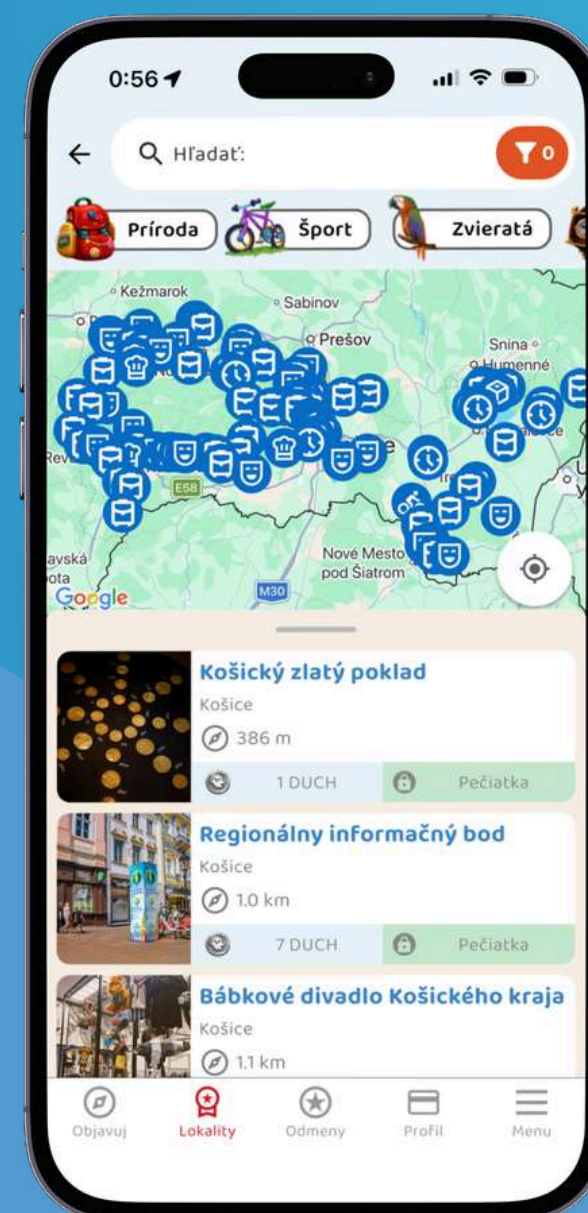 0:56
Hľadať:
0
Príroda
Šport
Zvieratá
Kežmarok
Sabinov
Prešov
Snina
Humenné
E58
Nové Mesto
pod Šiatrom
M30
Google
Košický zlatý poklad
Košice
386 m
1 DUCH
Pečiatka
Regionálny informačný bod
Košice
1.0 km
7 DUCH
Pečiatka
Bábkové divadlo Košického kraja
Košice
1.1 km
Objavuj
Lokality
Odmeny
Profil
Menu